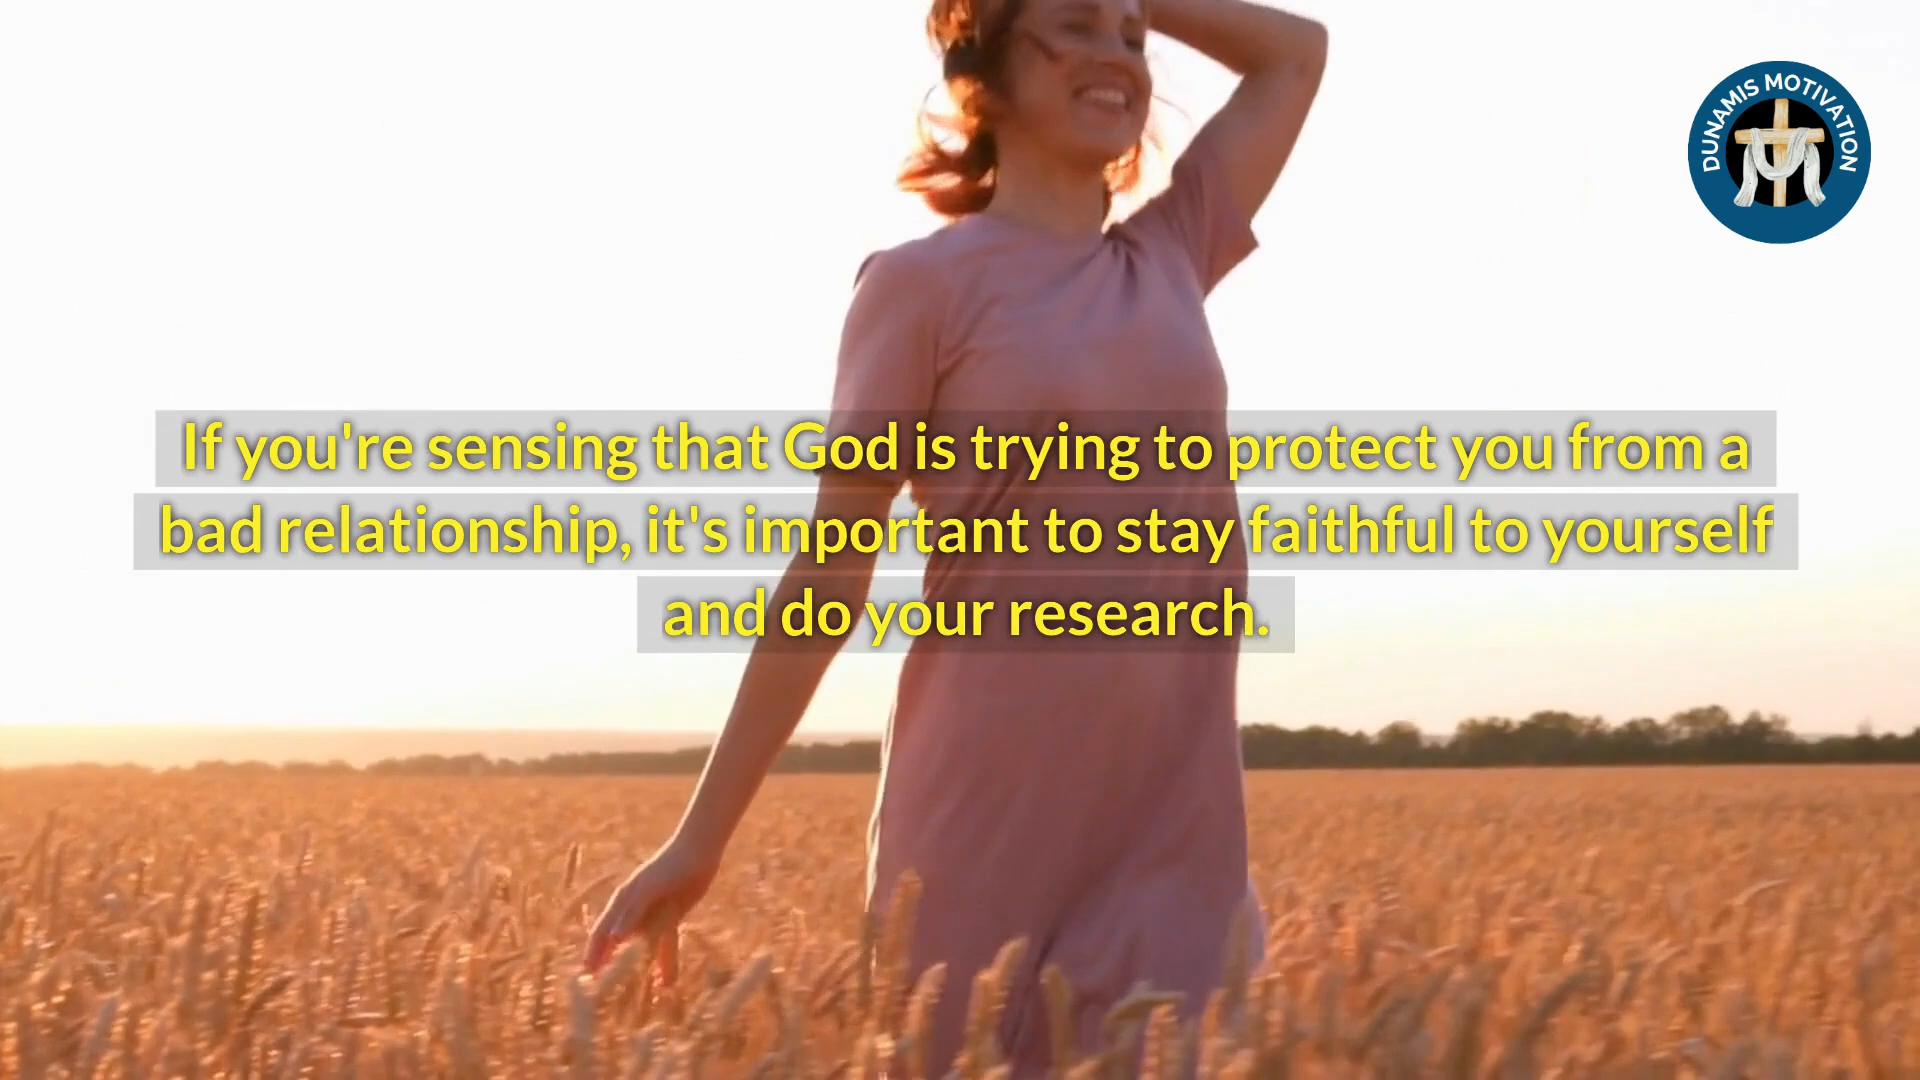 DUNAMIS MOTIVATION
If you're sensing that God is trying to protect you from a
bad relationship, it's important to stay faithful to yourself
and do your research.